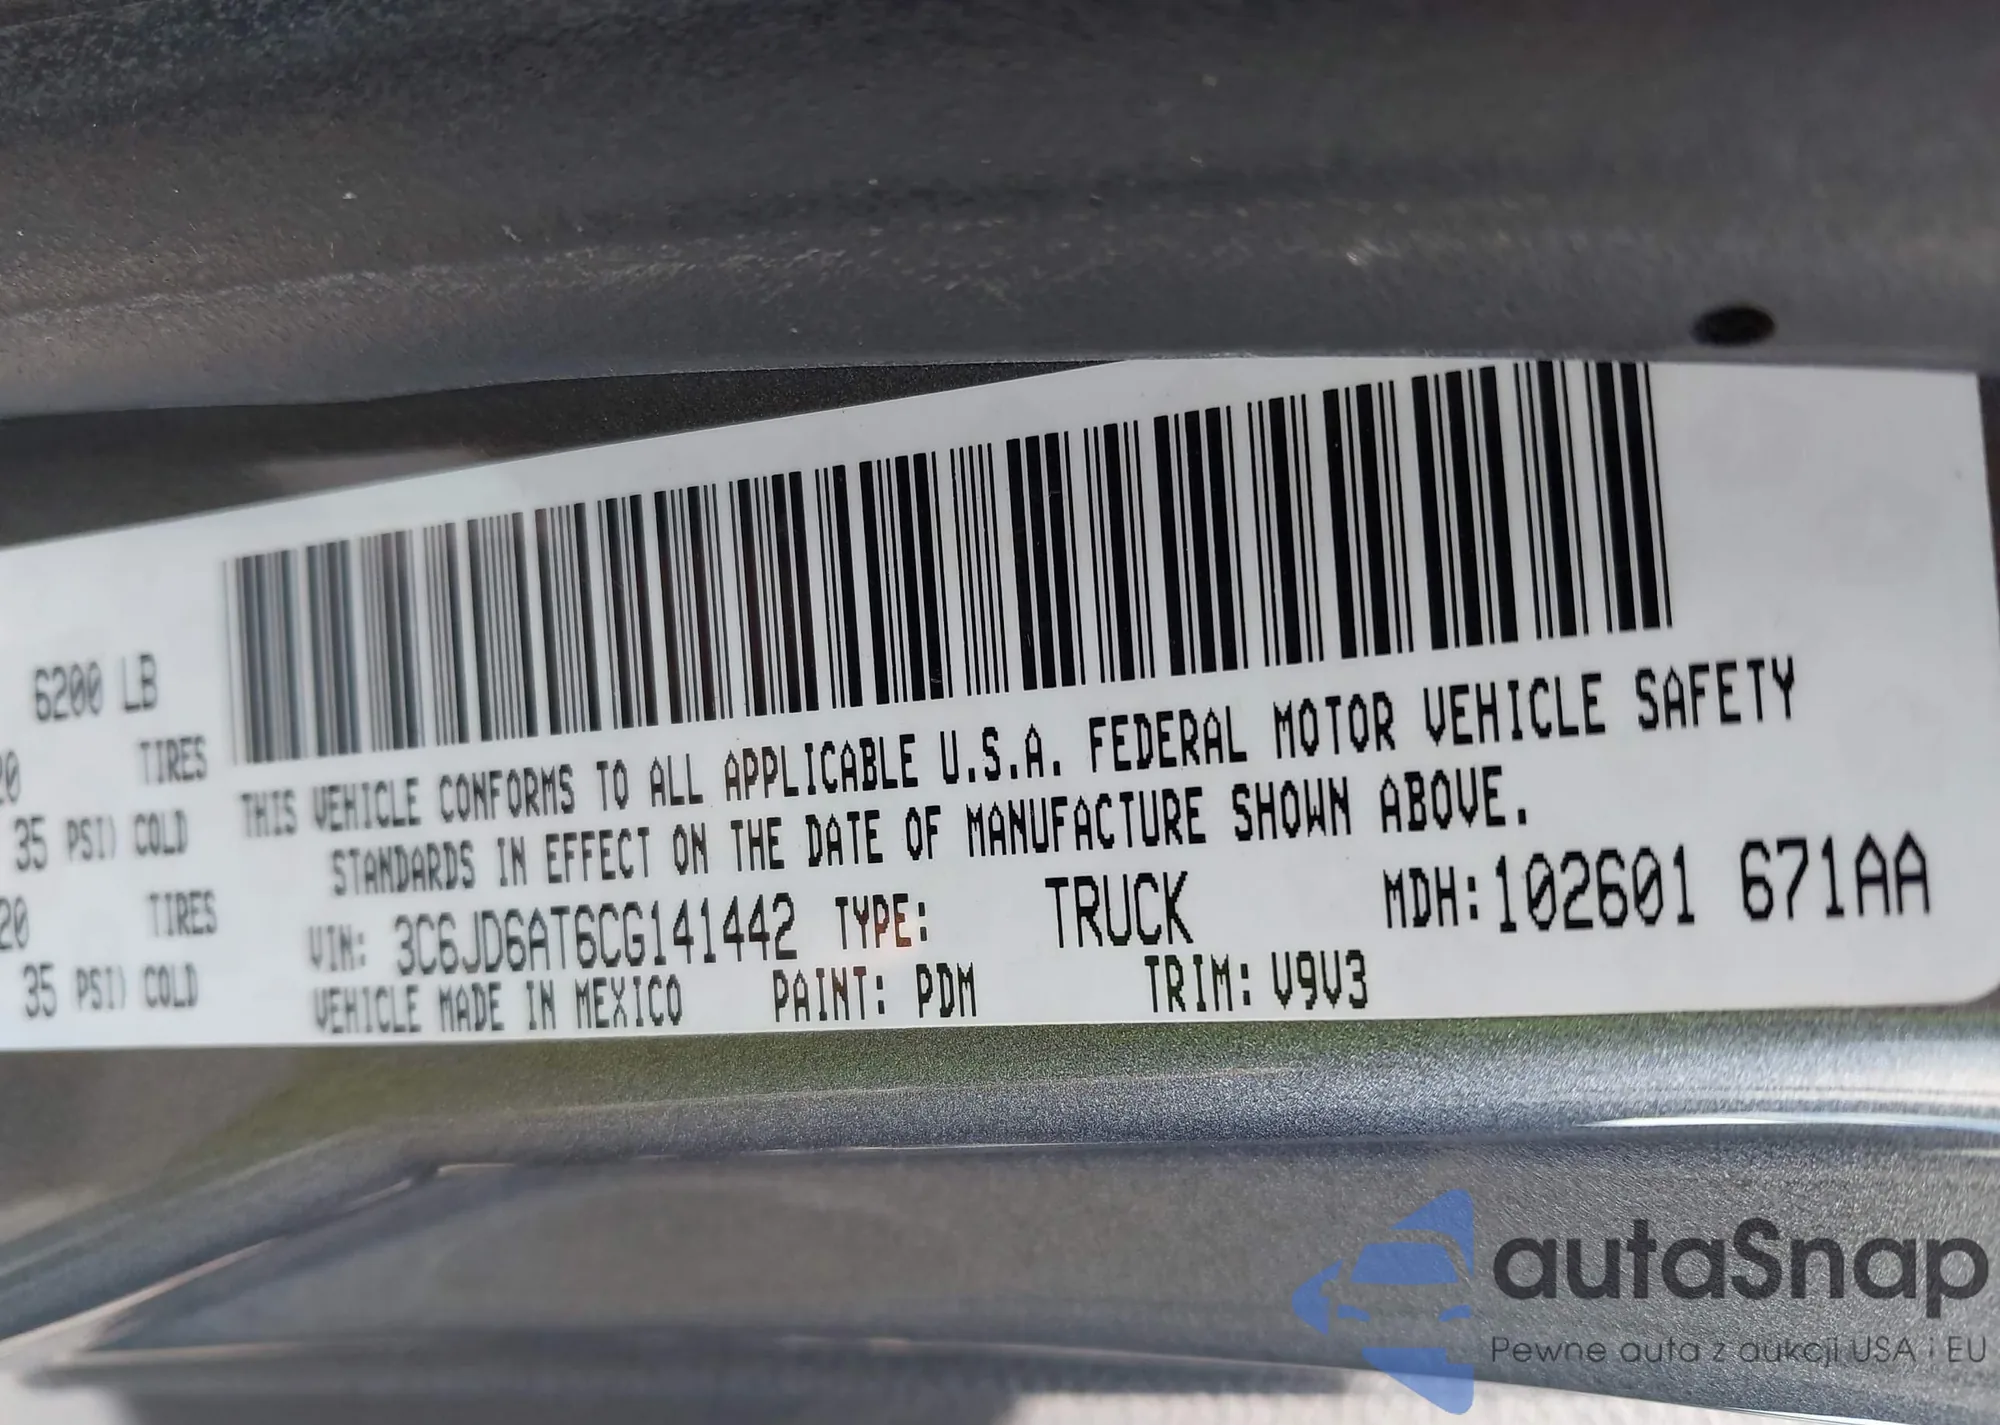 6200 LB
20 TIRES
35 PSI) COLD
20 TIRES
35 PSI) COLD
THIS VEHICLE CONFORMS TO ALL APPLICABLE U.S.A. FEDERAL MOTOR VEHICLE SAFETY
STANDARDS IN EFFECT ON THE DATE OF MANUFACTURE SHOWN ABOVE.
VIN: 3C6JD6AT6CG141442 TYPE: TRUCK MDH:102601 671AA
VEHICLE MADE IN MEXICO PAINT: PDM TRIM: V9V3
autaSnap
Pewne auta z aukcji USA i EU